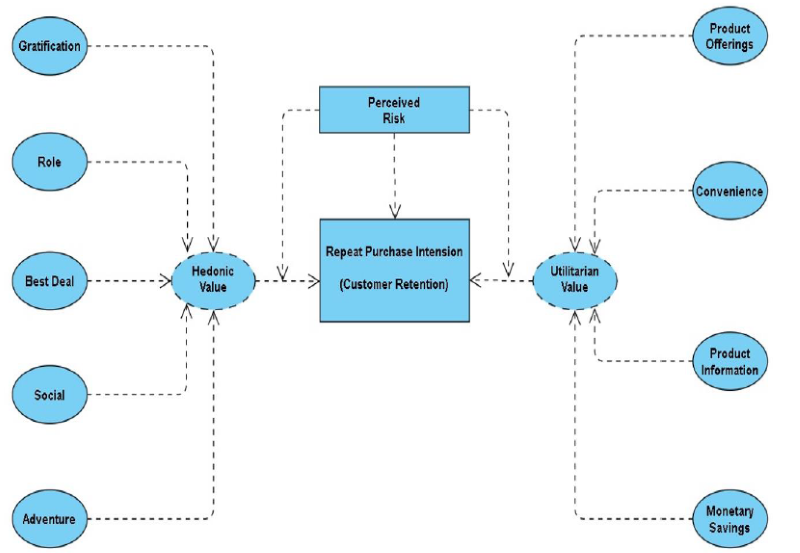 Gratification
Product
Offerings
Perceived
Risk
Role
Convenience
Repeat Purchase Intension
(Customer Retention)
Hedonic
Value
Best Deal
Utilitarian
Value
Product
Information
Social
Adventure
Monetary
Savings